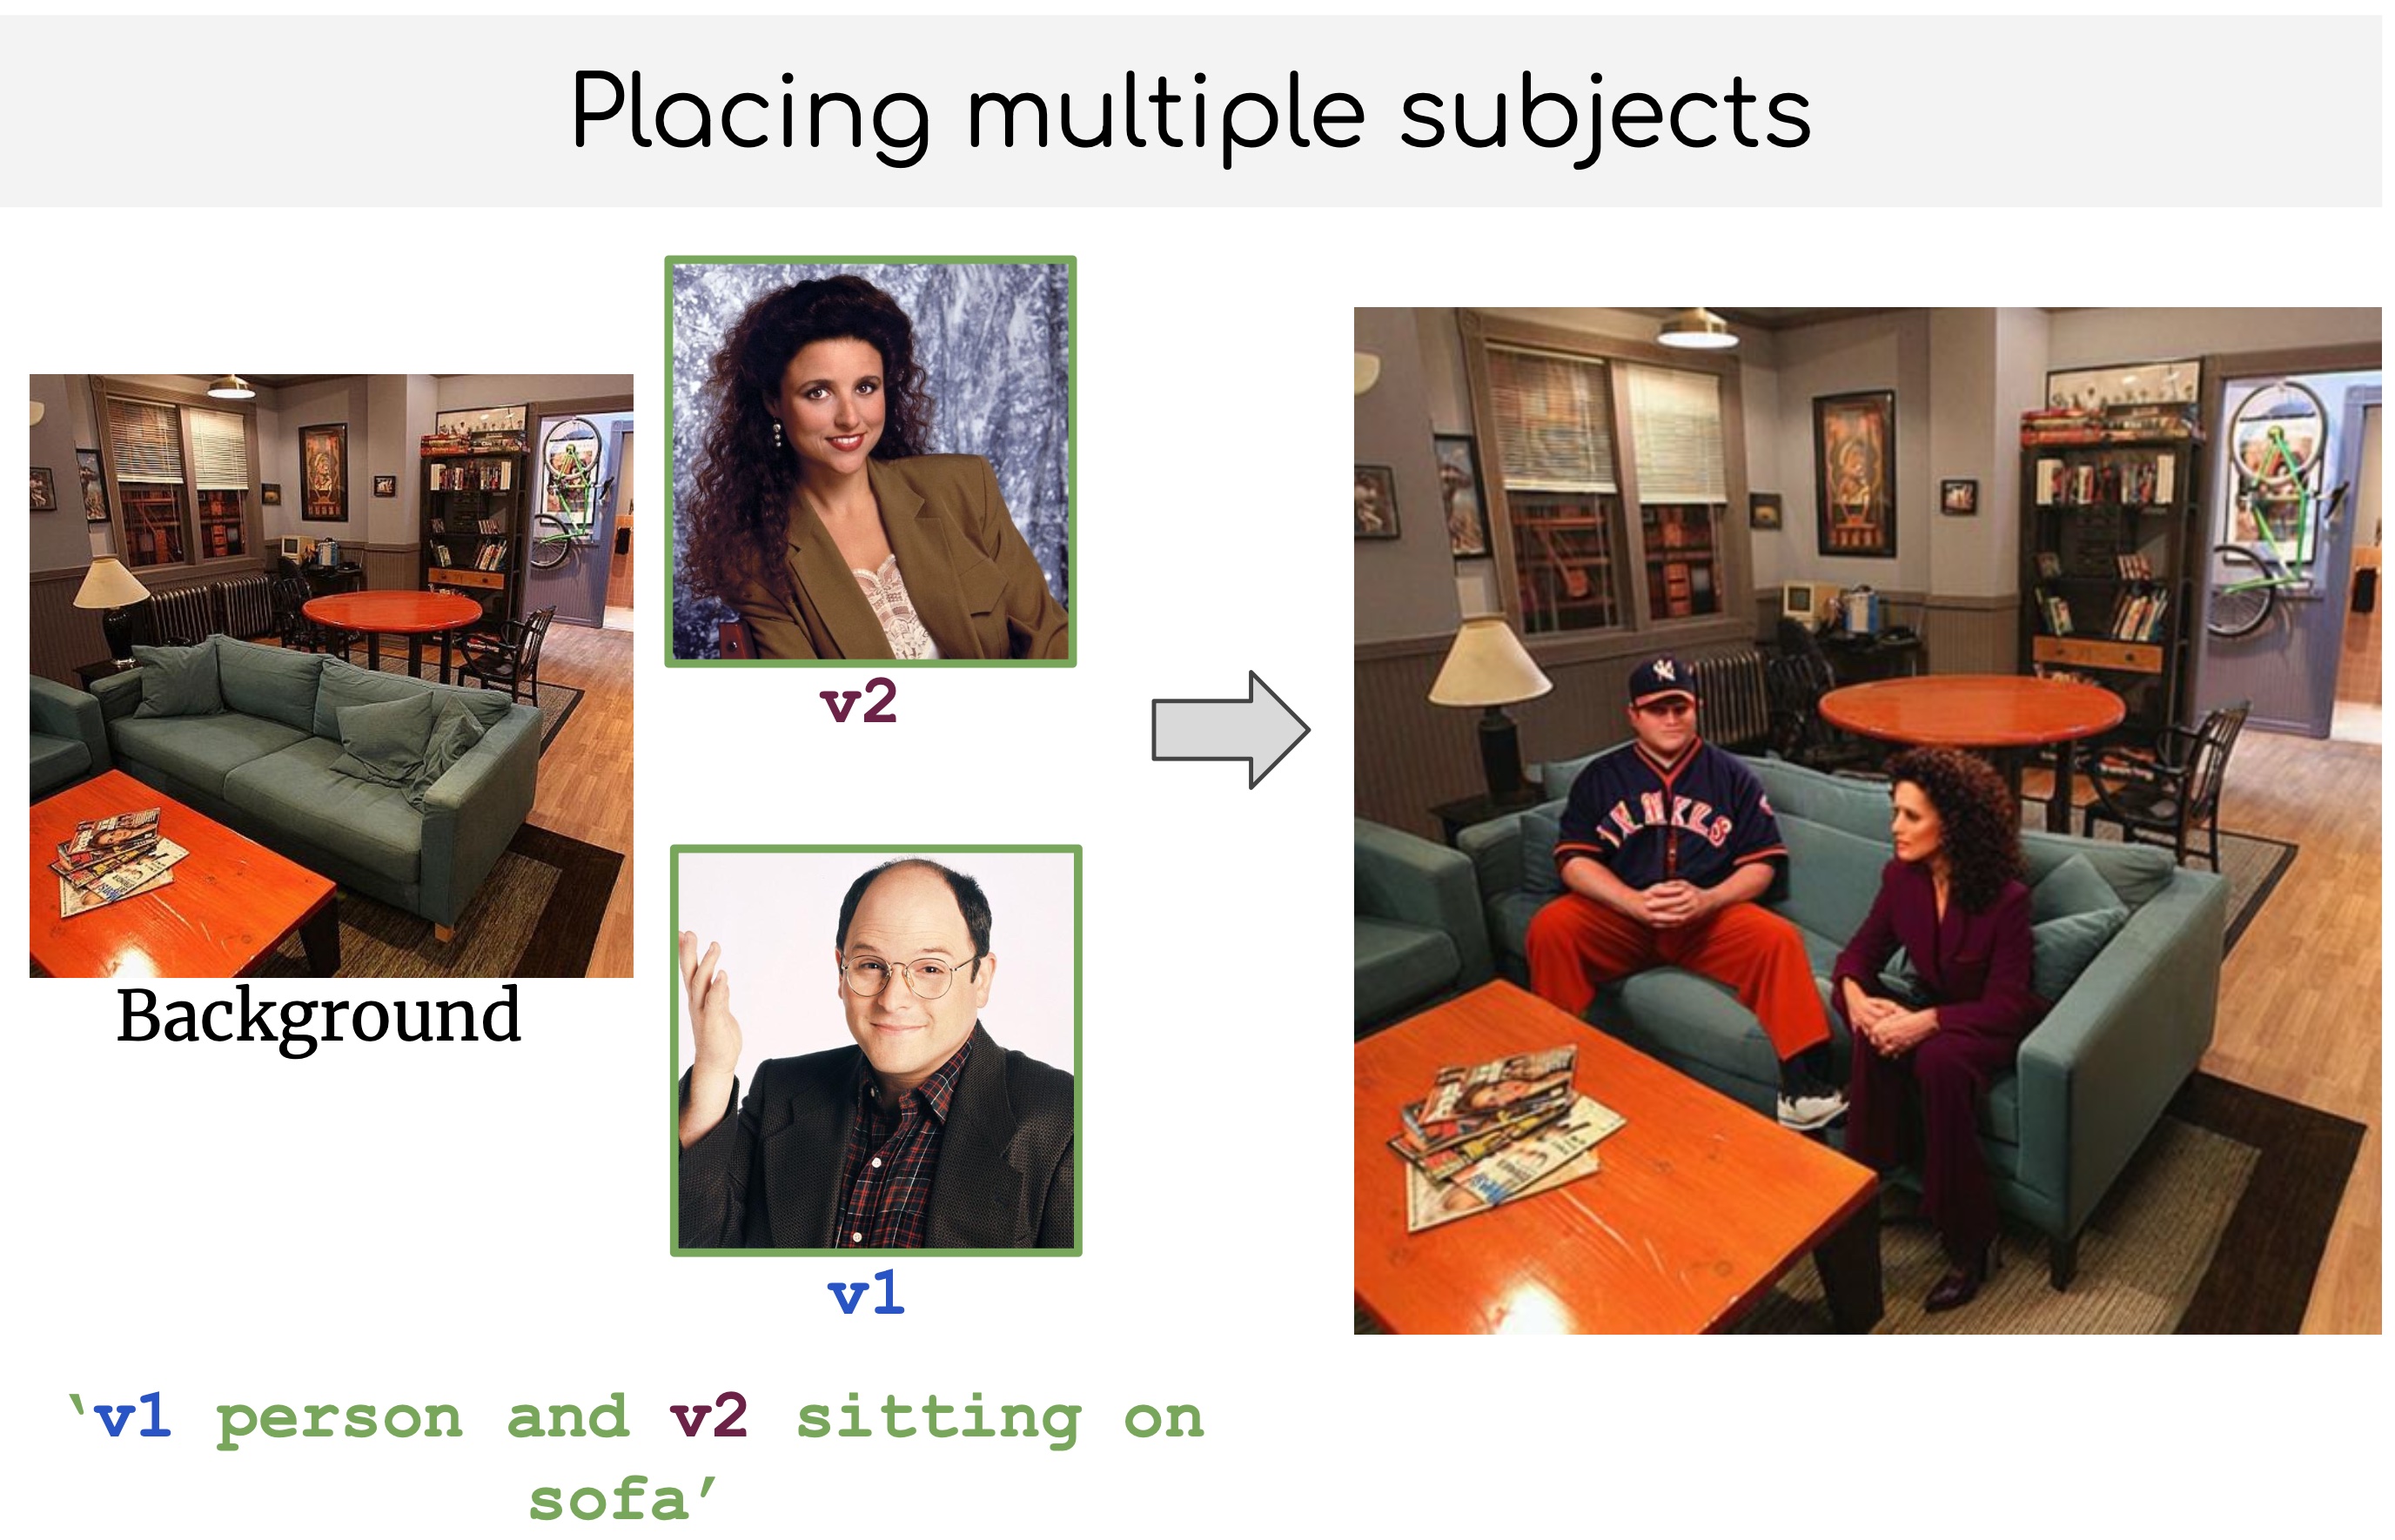 Placing multiple subjects
v2
Background
v1
‘v1 person and v2 sitting on
sofa’